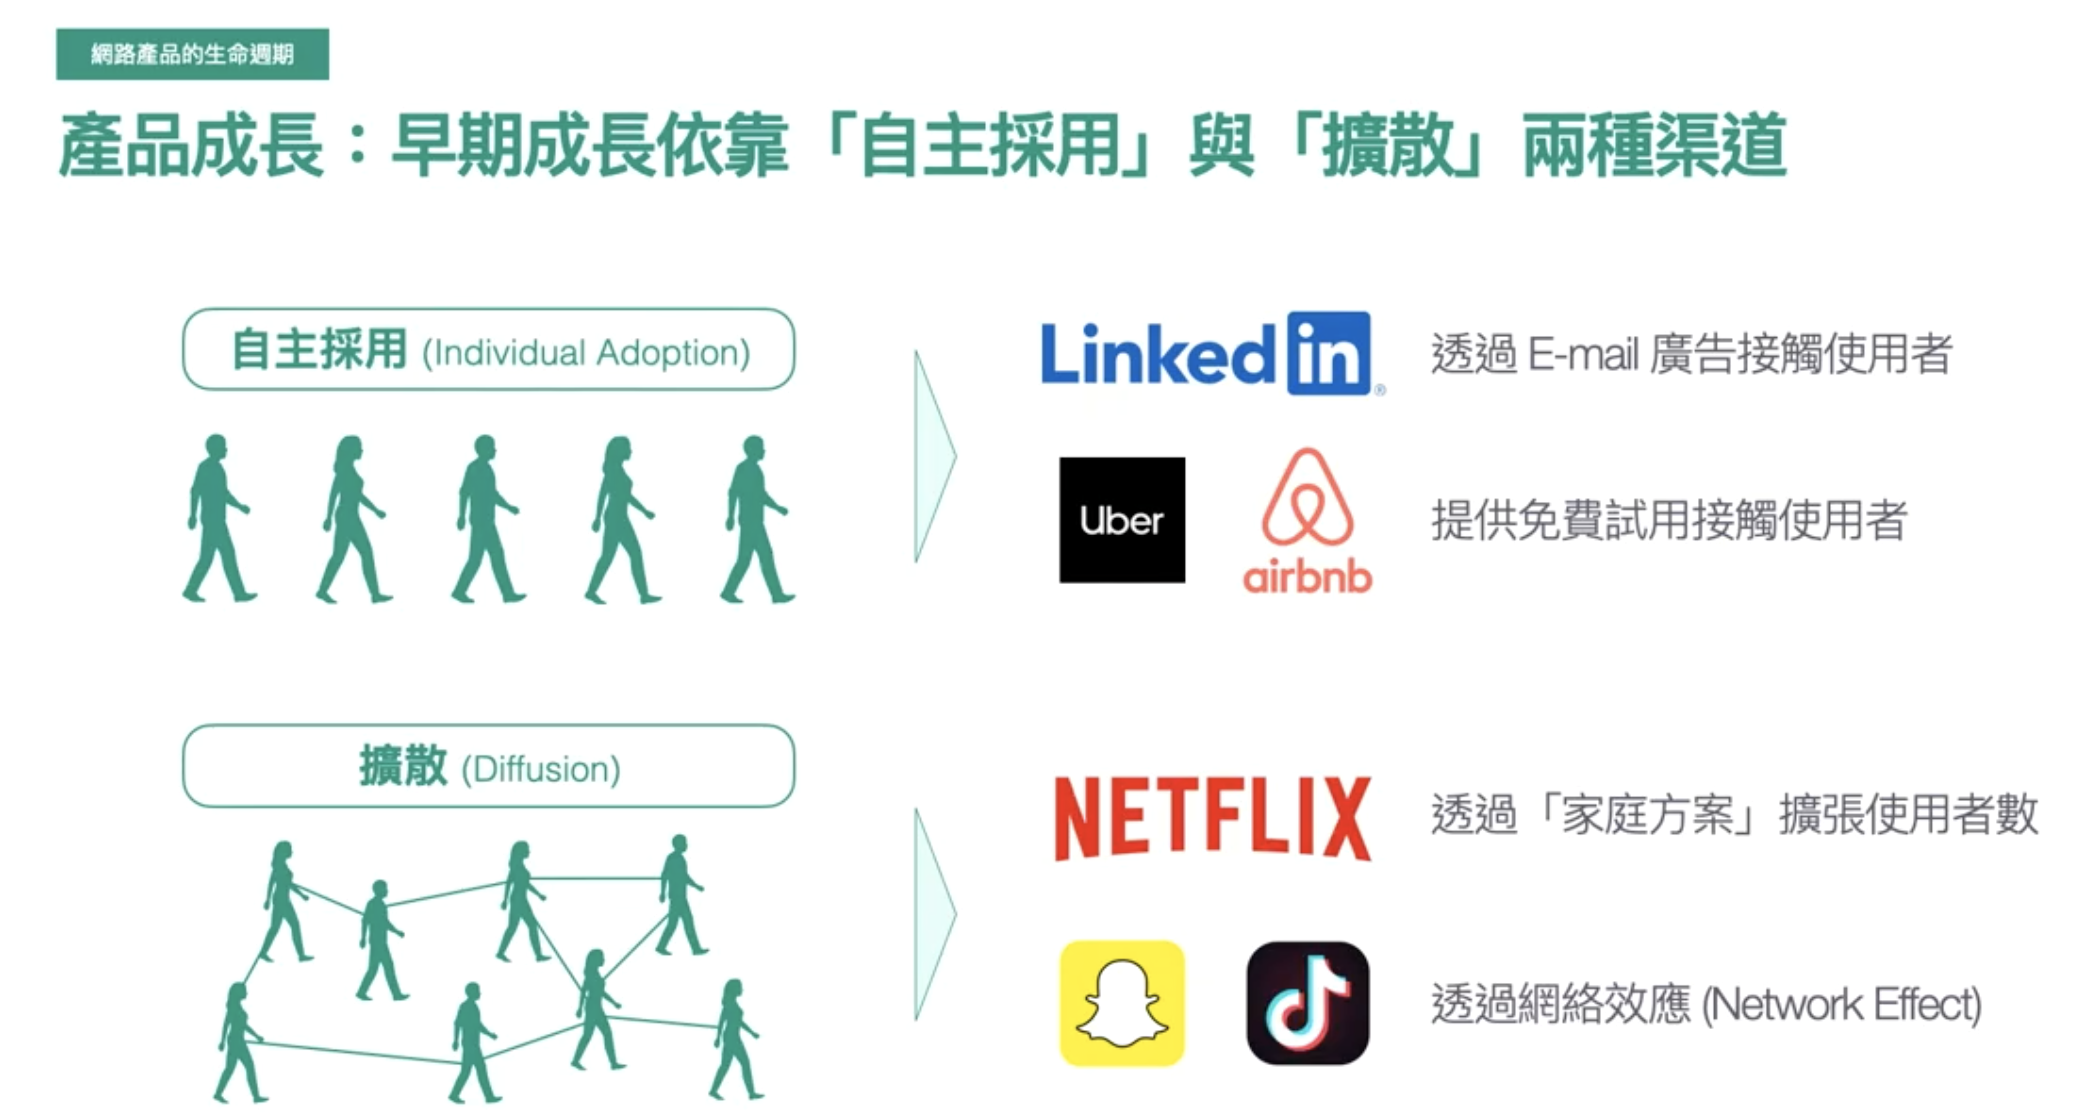 網路產品的生命週期
產品成長：早期成長依靠「自主採用」與「擴散」兩種渠道
自主採用 (Individual Adoption)
LinkedIn®
透過 E-mail 廣告接觸使用者
Uber
airbnb
提供免費試用接觸使用者
擴散 (Diffusion)
NETFLIX
透過「家庭方案」擴張使用者數
透過網絡效應 (Network Effect)